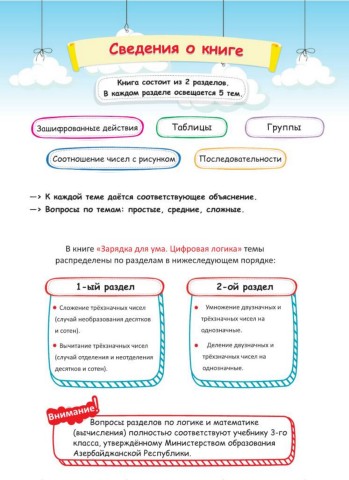 Сведения о книге
Книга состоит из 2 разделов.
В каждом разделе освещается 5 тем.
Зашифрованные действия
Таблицы
Группы
Соотношение чисел с рисунком
Последовательности
—> К каждой теме даётся соответствующее объяснение.
—> Вопросы по темам: простые, средние, сложные.
В книге «Зарядка для ума. Цифровая логика» темы
распределены по разделам в нижеследующем порядке:
1-ый раздел
• Сложение трёхзначных чисел
(случай необразования десятков
и сотен).
• Вычитание трёхзначных чисел
(случай отделения и неотделения
десятков и сотен).
2-ой раздел
• Умножение двузначных и
трёхзначных чисел на
однозначные.
• Деление двузначных и
трёхзначных чисел на
однозначные.
Внимание!
Вопросы разделов по логике и математике
(вычисления) полностью соответствуют учебнику 3-го
класса, утверждённому Министерством образования
Азербайджанской Республики.